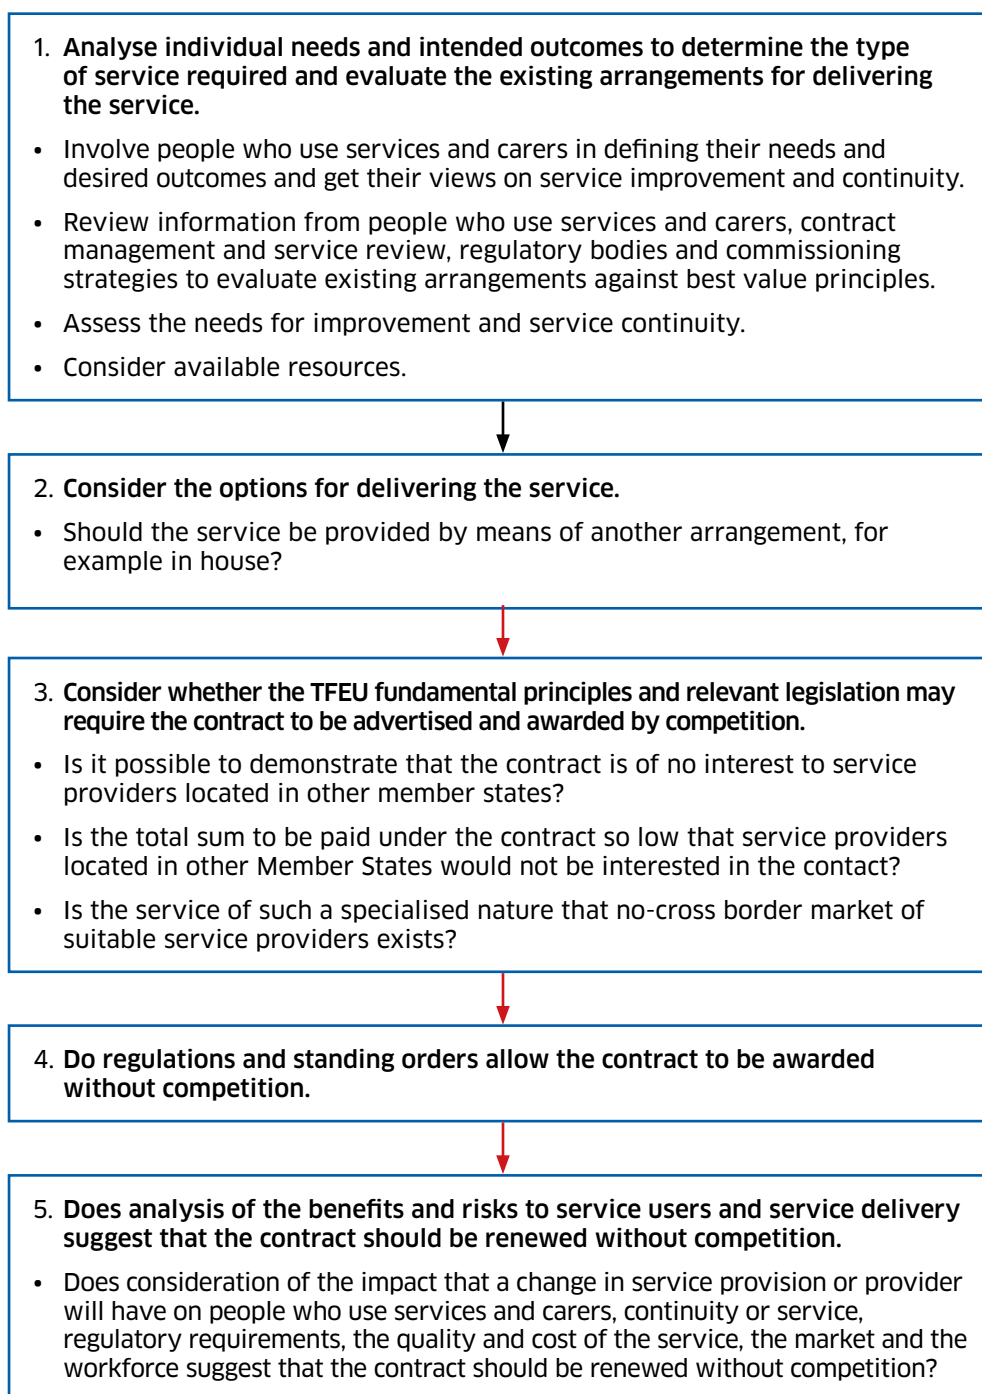 1. Analyse individual needs and intended outcomes to determine the type
of service required and evaluate the existing arrangements for delivering
the service.
• Involve people who use services and carers in defining their needs and
desired outcomes and get their views on service improvement and continuity.
• Review information from people who use services and carers, contract
management and service review, regulatory bodies and commissioning
strategies to evaluate existing arrangements against best value principles.
• Assess the needs for improvement and service continuity.
• Consider available resources.
2. Consider the options for delivering the service.
• Should the service be provided by means of another arrangement, for
example in house?
3. Consider whether the TFEU fundamental principles and relevant legislation may
require the contract to be advertised and awarded by competition.
• Is it possible to demonstrate that the contract is of no interest to service
providers located in other member states?
• Is the total sum to be paid under the contract so low that service providers
located in other Member States would not be interested in the contact?
• Is the service of such a specialised nature that no-cross border market of
suitable service providers exists?
4. Do regulations and standing orders allow the contract to be awarded
without competition.
5. Does analysis of the benefits and risks to service users and service delivery
suggest that the contract should be renewed without competition.
• Does consideration of the impact that a change in service provision or provider
will have on people who use services and carers, continuity or service,
regulatory requirements, the quality and cost of the service, the market and the
workforce suggest that the contract should be renewed without competition?